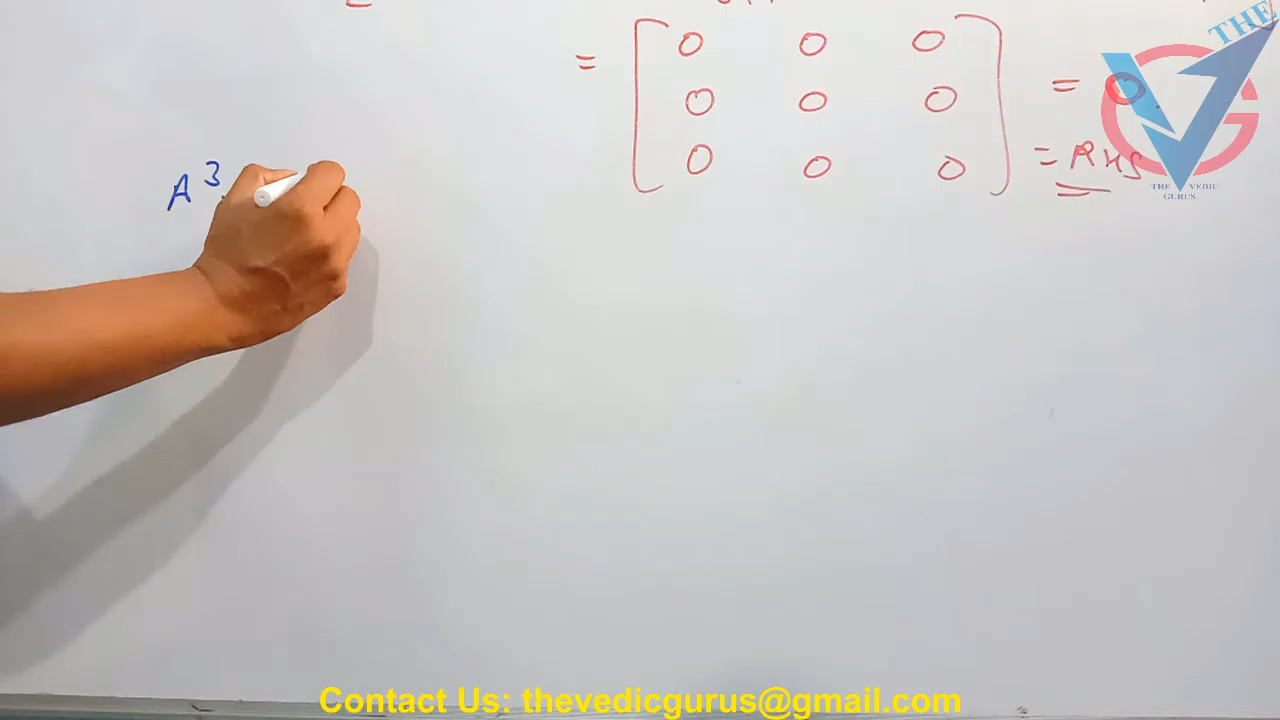 = [ 0 0 0
0 0 0
0 0 0 ] = 0
= RHS
A³
THE
THE VEDIC
GURUS
Contact Us: thevedicgurus@gmail.com